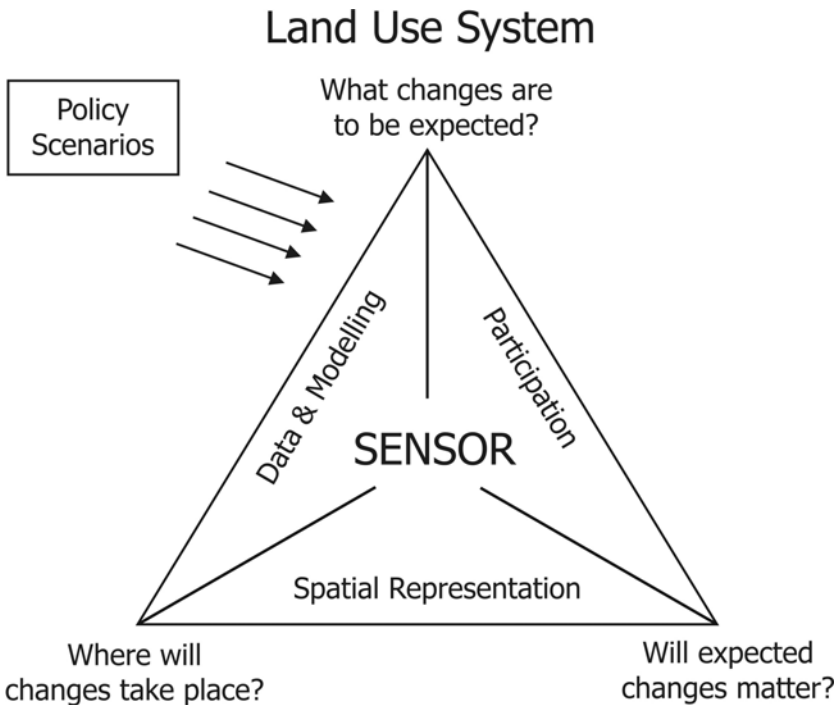 Land Use System
What changes are
to be expected?
Policy
Scenarios
Data & Modelling
Participation
SENSOR
Spatial Representation
Where will
changes take place?
Will expected
changes matter?